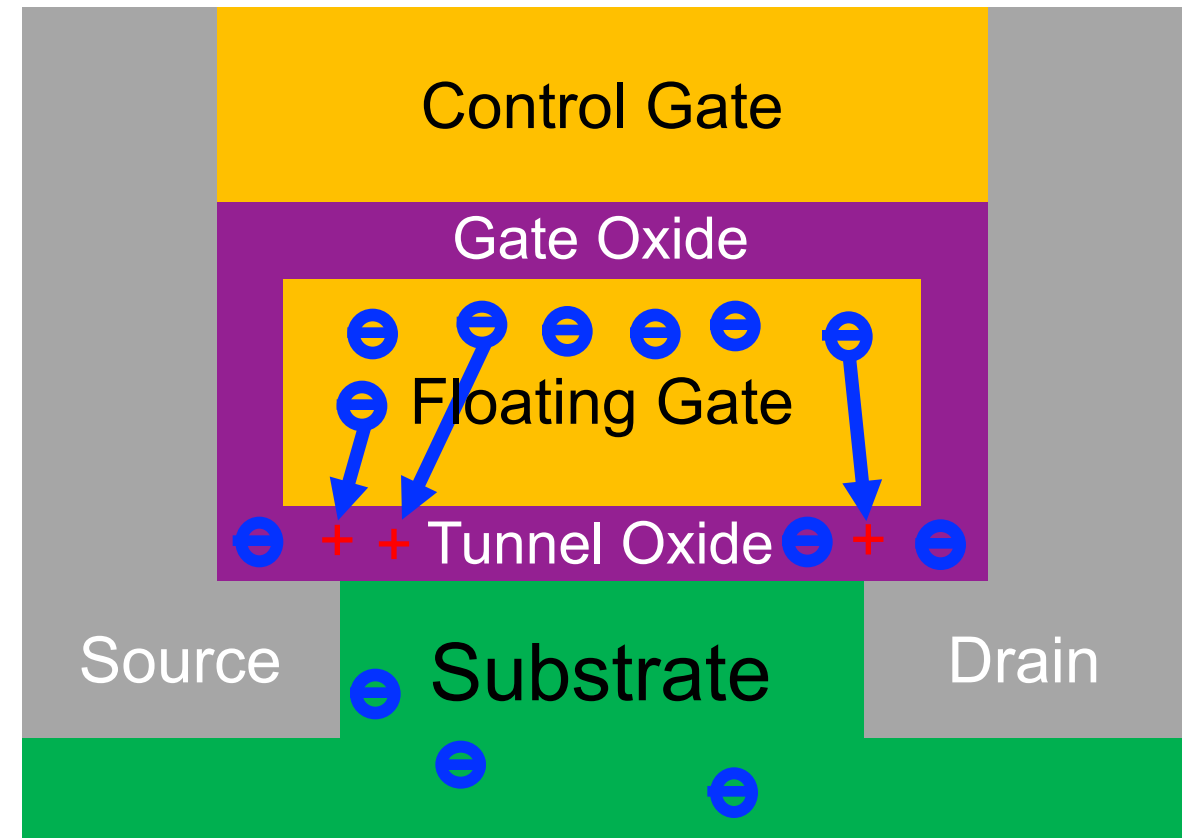 Control Gate
Gate Oxide
Floating Gate
+ + Tunnel Oxide +
Source Substrate Drain